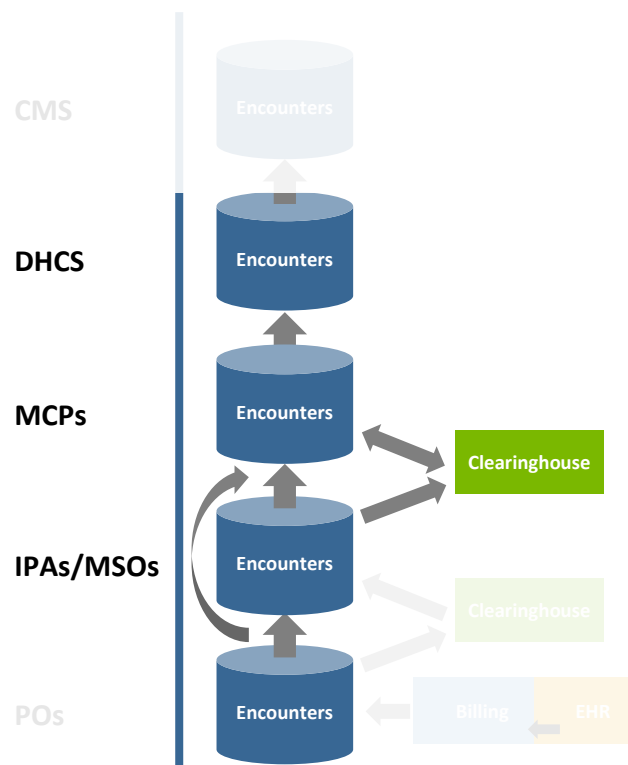 CMS
Encounters
DHCS
Encounters
MCPs
Encounters
Clearinghouse
IPAs/MSOs
Encounters
Clearinghouse
POs
Encounters
Billing
EHR